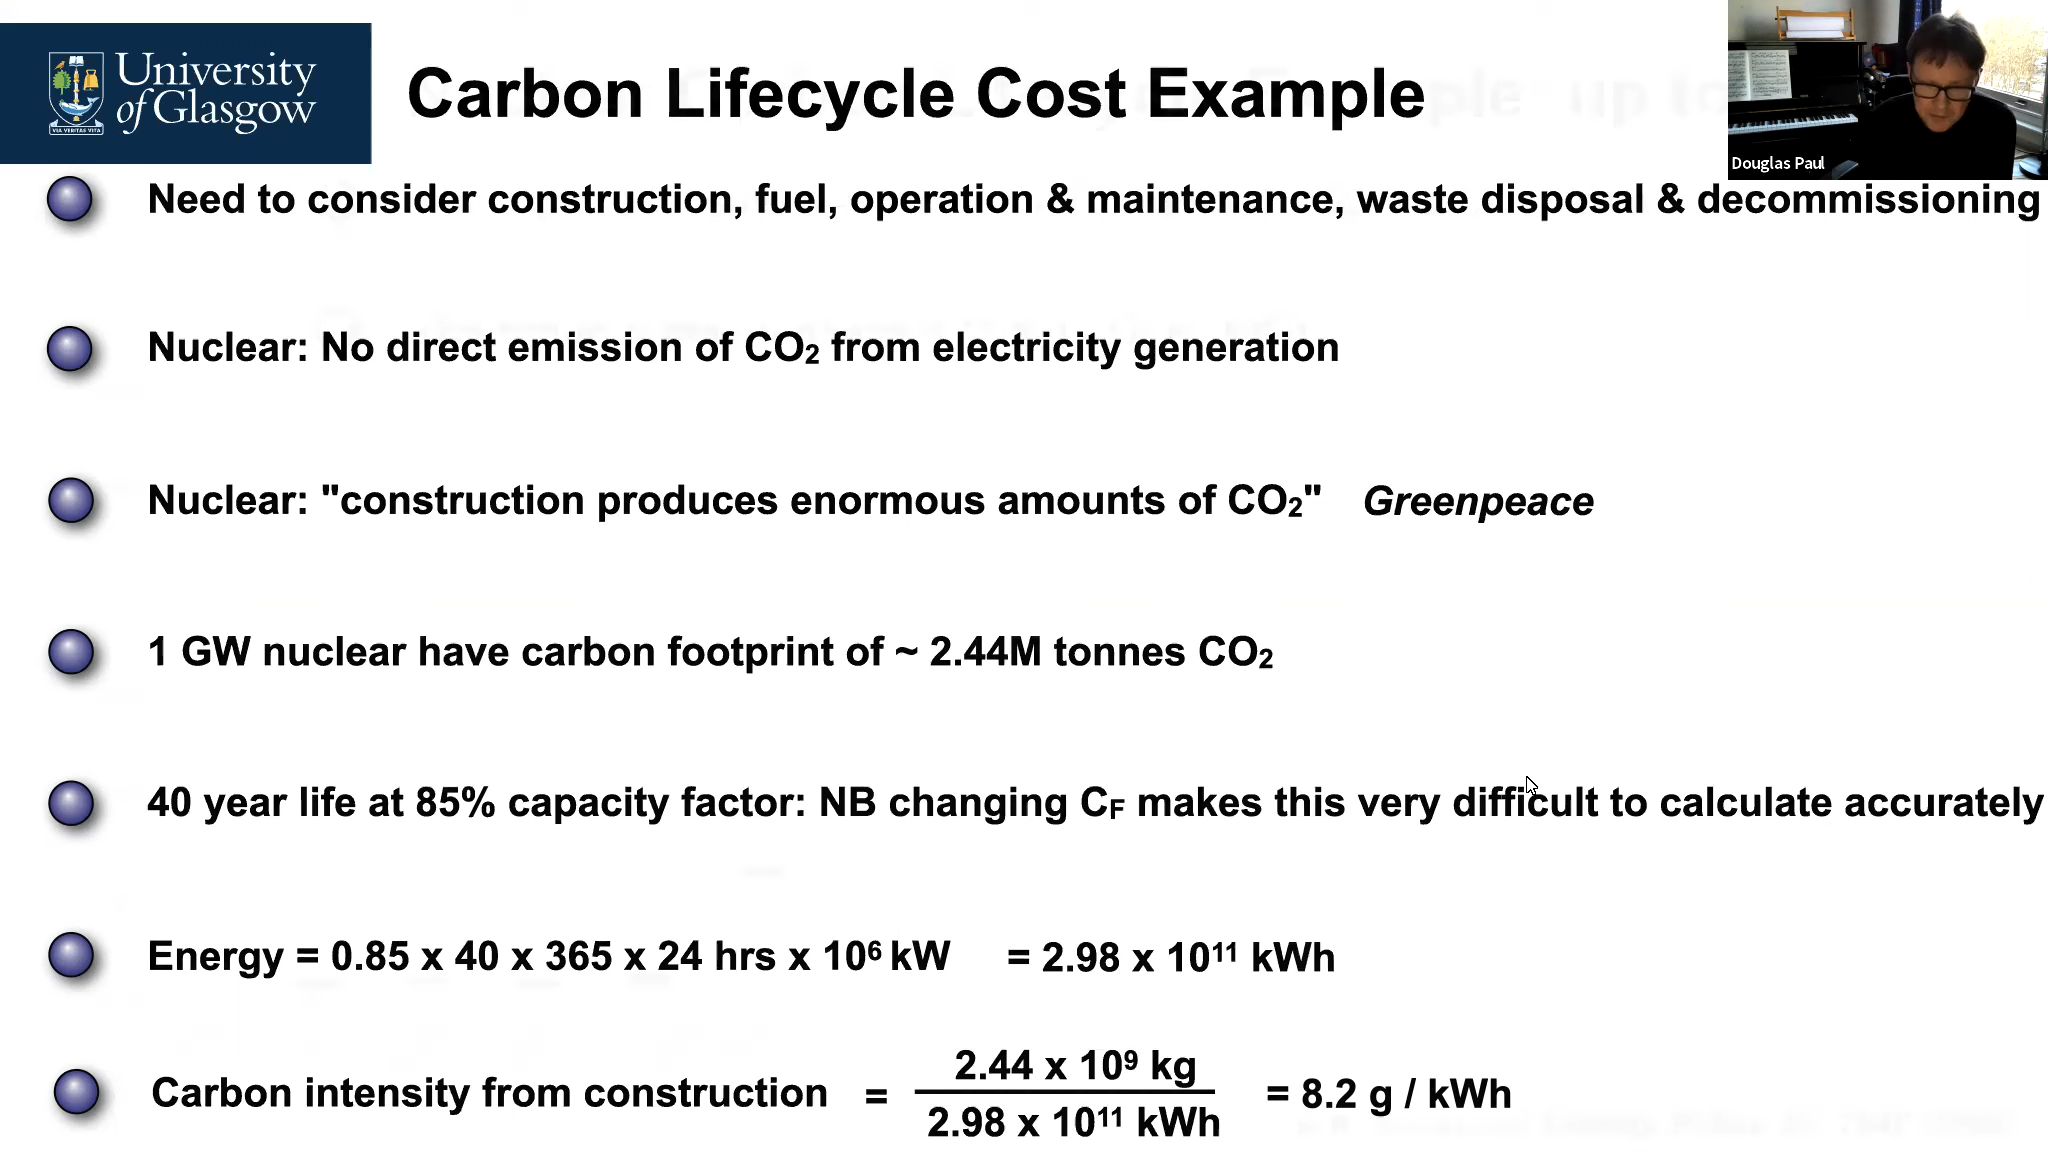 University
of Glasgow
VIA VERITAS VITA
Carbon Lifecycle Cost Example
Douglas Paul
Need to consider construction, fuel, operation & maintenance, waste disposal & decommissioning
Nuclear: No direct emission of CO₂ from electricity generation
Nuclear: "construction produces enormous amounts of CO₂" Greenpeace
1 GW nuclear have carbon footprint of ~ 2.44M tonnes CO₂
40 year life at 85% capacity factor: NB changing C_F makes this very difficult to calculate accurately
Energy = 0.85 x 40 x 365 x 24 hrs x 10⁶ kW = 2.98 x 10¹¹ kWh
Carbon intensity from construction = 2.44 x 10⁹ kg
2.98 x 10¹¹ kWh
= 8.2 g / kWh